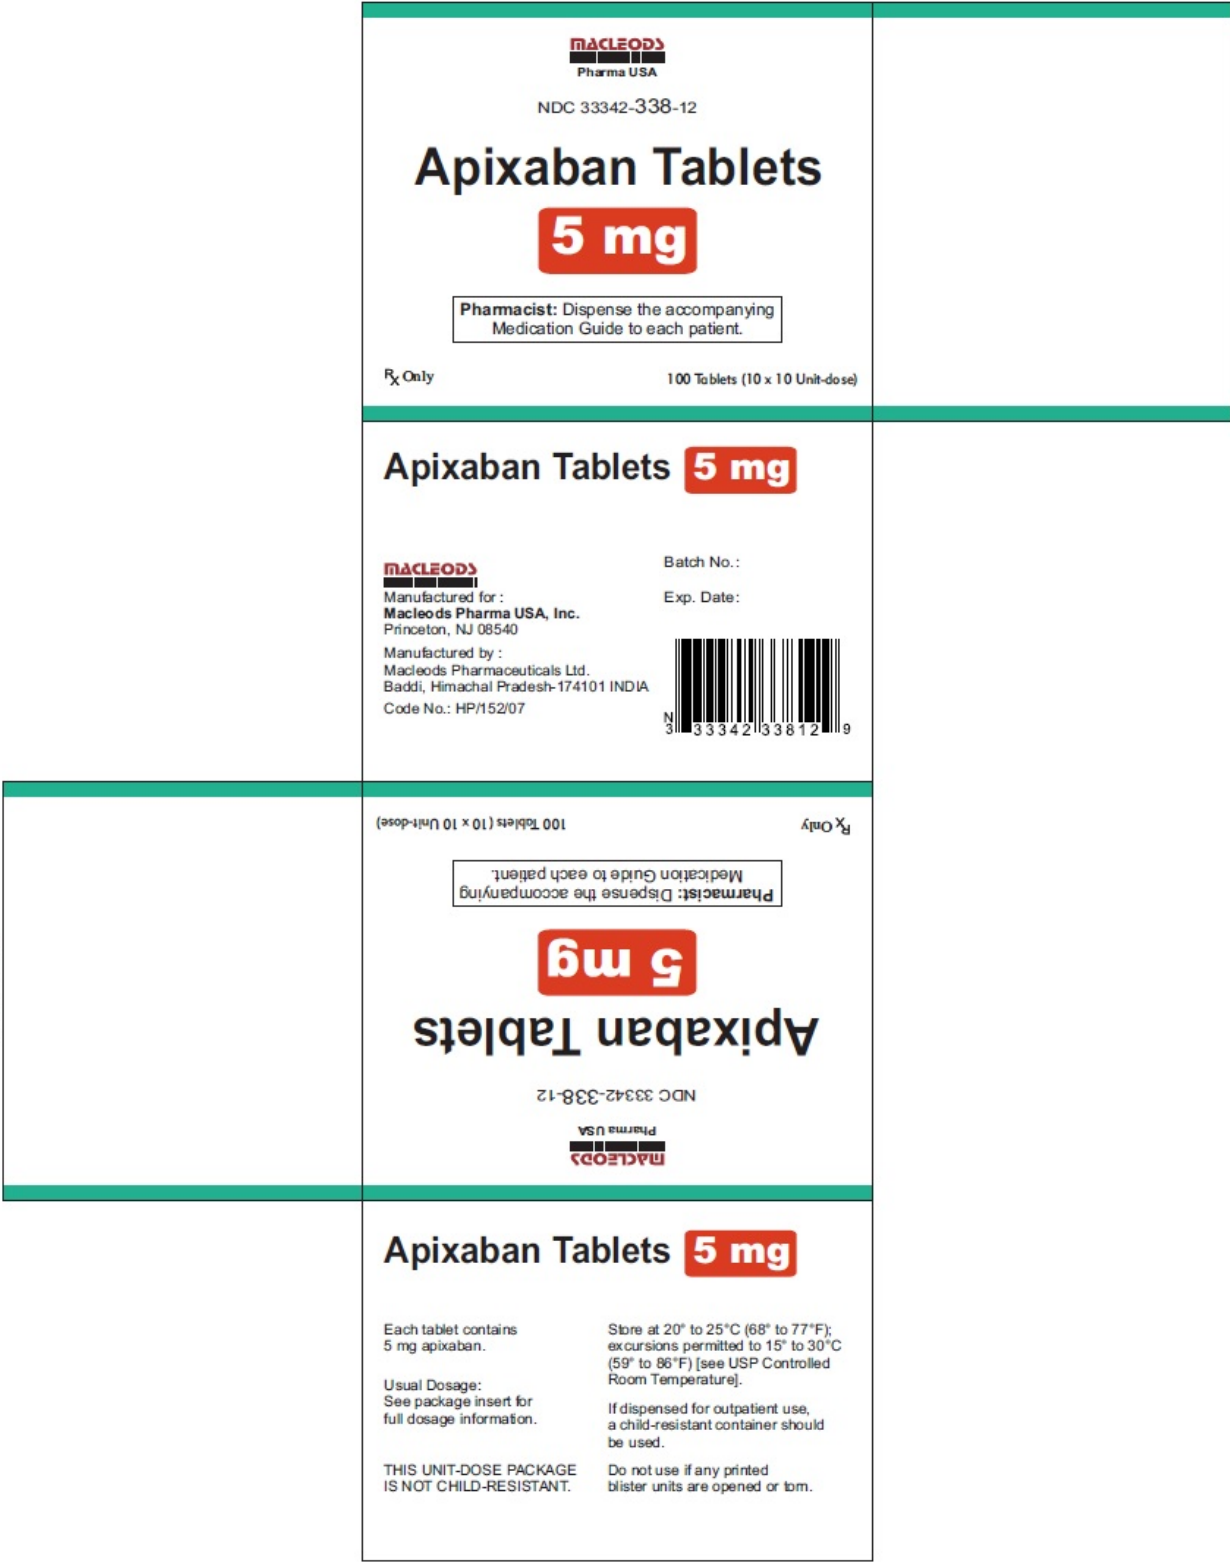 MACLEODS
Pharma USA
NDC 33342-338-12
Apixaban Tablets
5 mg
Pharmacist: Dispense the accompanying
Medication Guide to each patient.
Rx Only
100 Tablets (10 x 10 Unit-dose)
Apixaban Tablets 5 mg
MACLEODS
Manufactured for :
Macleods Pharma USA, Inc.
Princeton, NJ 08540
Manufactured by :
Macleods Pharmaceuticals Ltd.
Baddi, Himachal Pradesh-174101 INDIA
Code No.: HP/152/07
Batch No.:
Exp. Date:
N
3 33342 33812 9
MACLEODS
Pharma USA
NDC 33342-338-12
Apixaban Tablets
5 mg
Pharmacist: Dispense the accompanying
Medication Guide to each patient.
Rx Only
100 Tablets (10 x 10 Unit-dose)
Apixaban Tablets 5 mg
Each tablet contains
5 mg apixaban.
Usual Dosage:
See package insert for
full dosage information.
THIS UNIT-DOSE PACKAGE
IS NOT CHILD-RESISTANT.
Store at 20° to 25°C (68° to 77°F);
excursions permitted to 15° to 30°C
(59° to 86°F) [see USP Controlled
Room Temperature].
If dispensed for outpatient use,
a child-resistant container should
be used.
Do not use if any printed
blister units are opened or torn.